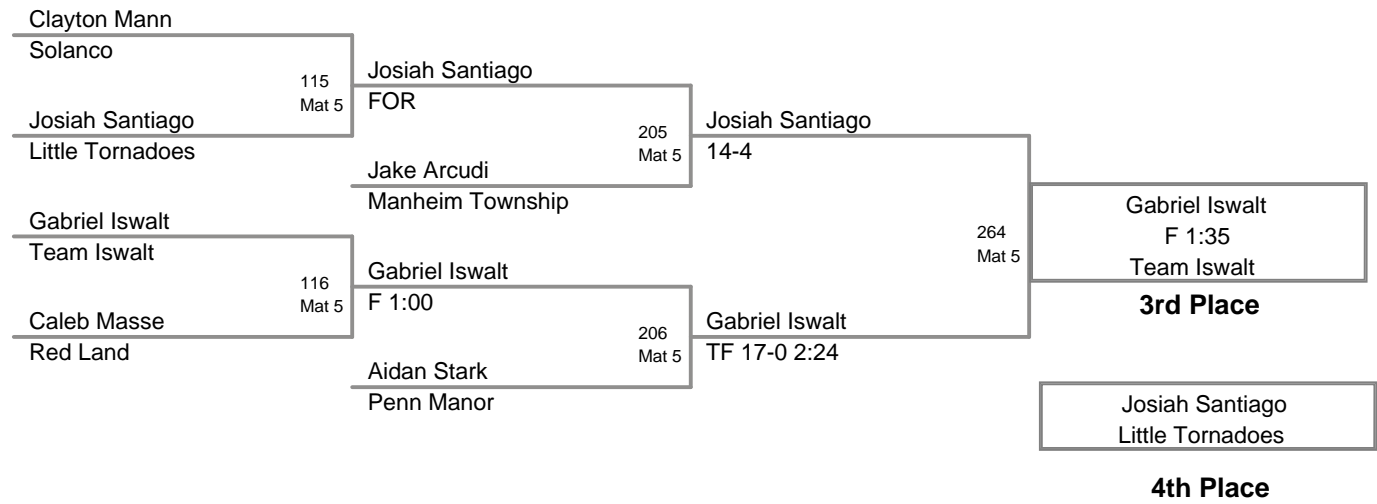 Clayton Mann
Solanco
115
Mat 5
Josiah Santiago
Little Tornadoes
Josiah Santiago
FOR
205
Mat 5
Jake Arcudi
Manheim Township
Josiah Santiago
14-4
Gabriel Iswalt
Team Iswalt
116
Mat 5
Caleb Masse
Red Land
Gabriel Iswalt
F 1:00
206
Mat 5
Aidan Stark
Penn Manor
Gabriel Iswalt
TF 17-0 2:24
264
Mat 5
Gabriel Iswalt
F 1:35
Team Iswalt
3rd Place
Josiah Santiago
Little Tornadoes
4th Place